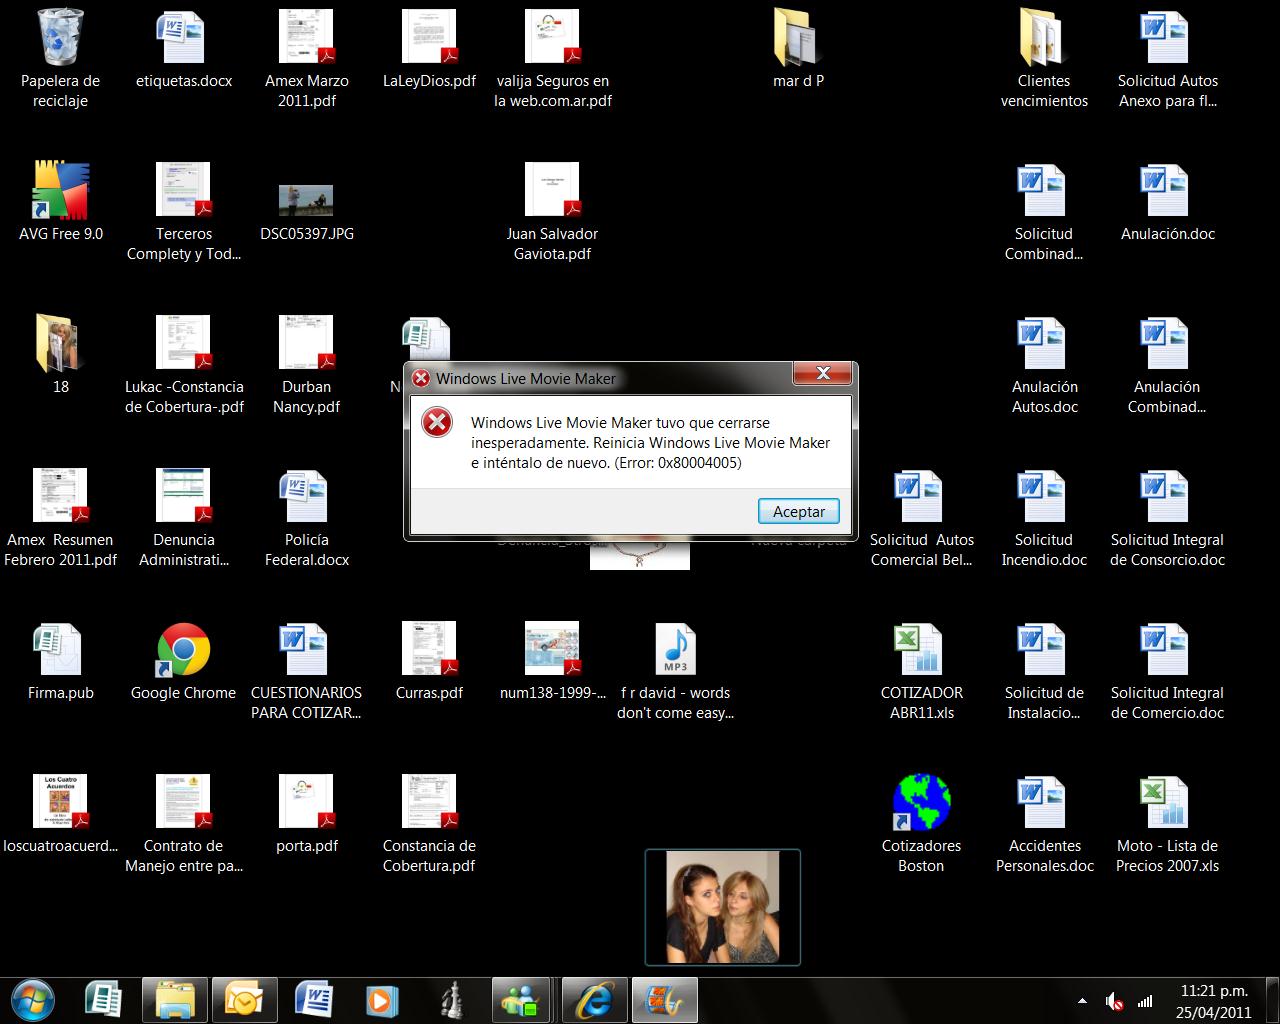 Papelera de
reciclaje
etiquetas.docx
Amex Marzo
2011.pdf
LaLeyDios.pdf
valija Seguros en
la web.com.ar.pdf
mar d P
Clientes
vencimientos
Solicitud Autos
Anexo para fl...
AVG Free 9.0
Terceros
Complety y Tod...
DSC05397.JPG
Juan Salvador
Gaviota.pdf
Solicitud
Combinad...
Anulación.doc
18
Lukac -Constancia
de Cobertura-.pdf
Durban
Nancy.pdf
Anulación
Autos.doc
Anulación
Combinad...
Windows Live Movie Maker
Windows Live Movie Maker tuvo que cerrarse
inesperadamente. Reinicia Windows Live Movie Maker
e inténtalo de nuevo. (Error: 0x80004005)
Aceptar
Amex Resumen
Febrero 2011.pdf
Denuncia
Administrati...
Policía
Federal.docx
Nueva carpeta
Solicitud Autos
Comercial Bel...
Solicitud
Incendio.doc
Solicitud Integral
de Consorcio.doc
Firma.pub
Google Chrome
CUESTIONARIOS
PARA COTIZAR...
Curras.pdf
num138-1999-...
MP3
f r david - words
don't come easy...
COTIZADOR
ABR11.xls
Solicitud de
Instalacio...
Solicitud Integral
de Comercio.doc
Los Cuatro
Acuerdos
loscuatroacuerd...
Contrato de
Manejo entre pa...
porta.pdf
Constancia de
Cobertura.pdf
Cotizadores
Boston
Accidentes
Personales.doc
Moto - Lista de
Precios 2007.xls
11:21 p.m.
25/04/2011